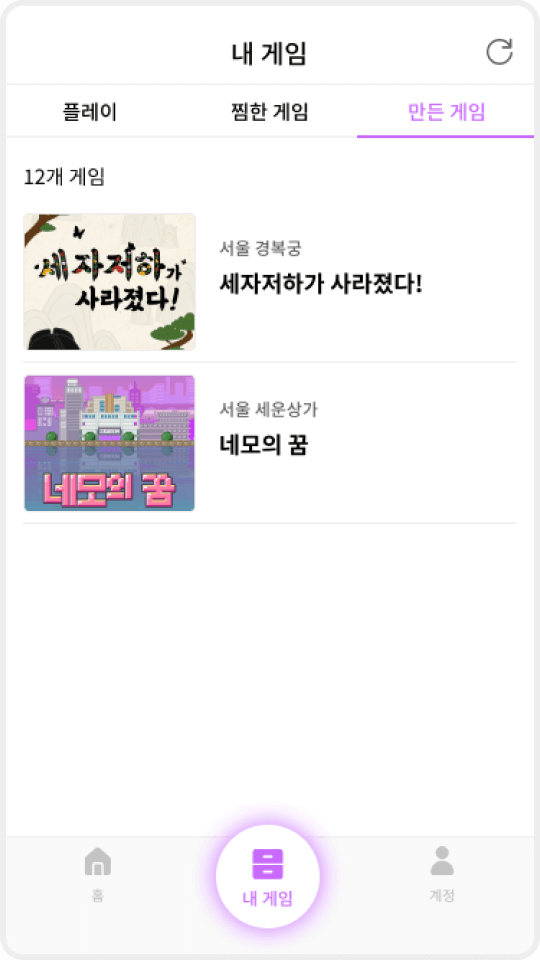 내 게임
플레이
찜한 게임
만든 게임
12개 게임
세자저하가
사라졌다!
서울 경복궁
세자저하가 사라졌다!
네모의 꿈
서울 세운상가
네모의 꿈
홈
내 게임
계정